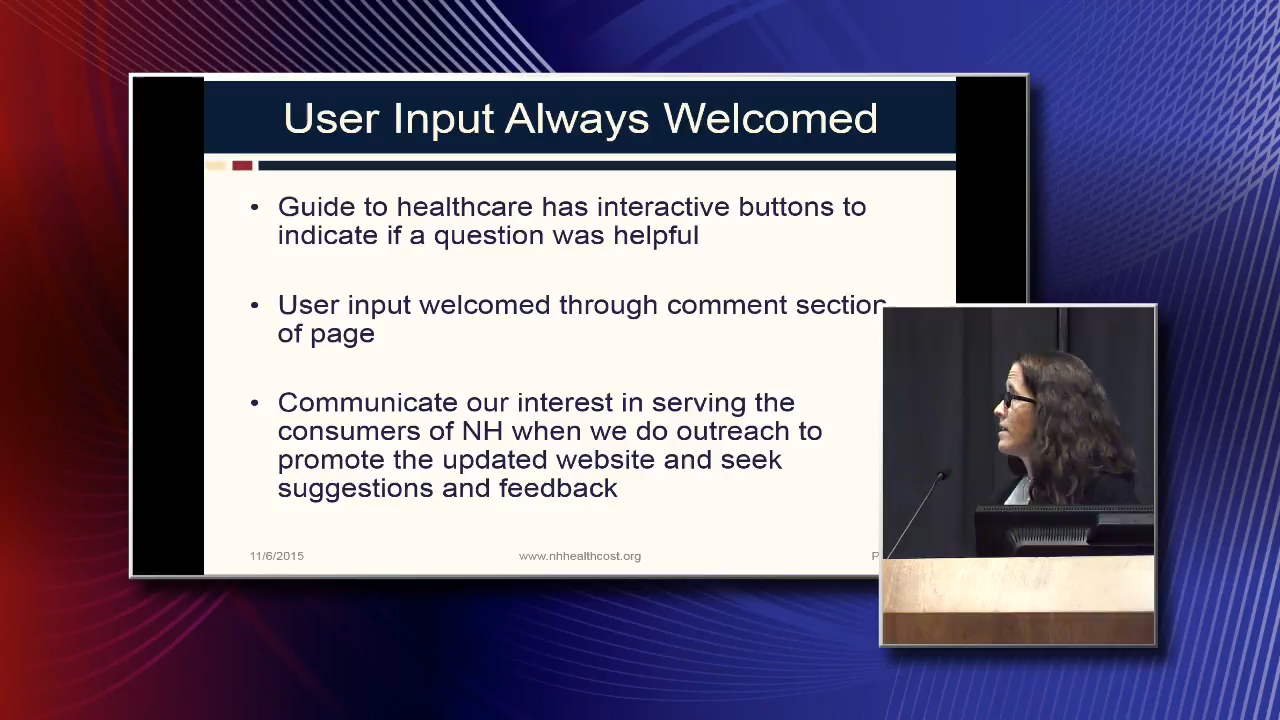 User Input Always Welcomed
• Guide to healthcare has interactive buttons to
indicate if a question was helpful
• User input welcomed through comment section
of page
• Communicate our interest in serving the
consumers of NH when we do outreach to
promote the updated website and seek
suggestions and feedback
11/6/2015
www.nhhealthcost.org